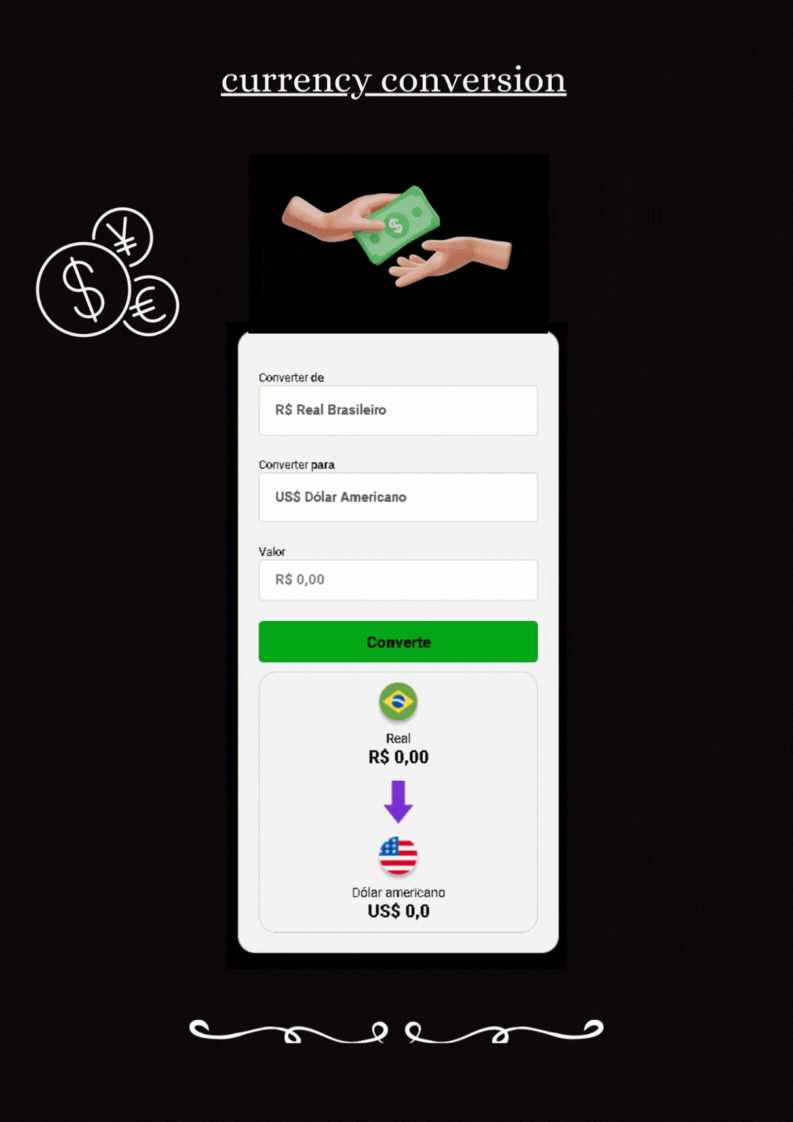 currency conversion
¥
$
€
$
Converter de
R$ Real Brasileiro
Converter para
US$ Dólar Americano
Valor
R$ 0,00
Converte
Real
R$ 0,00
Dólar americano
US$ 0,0